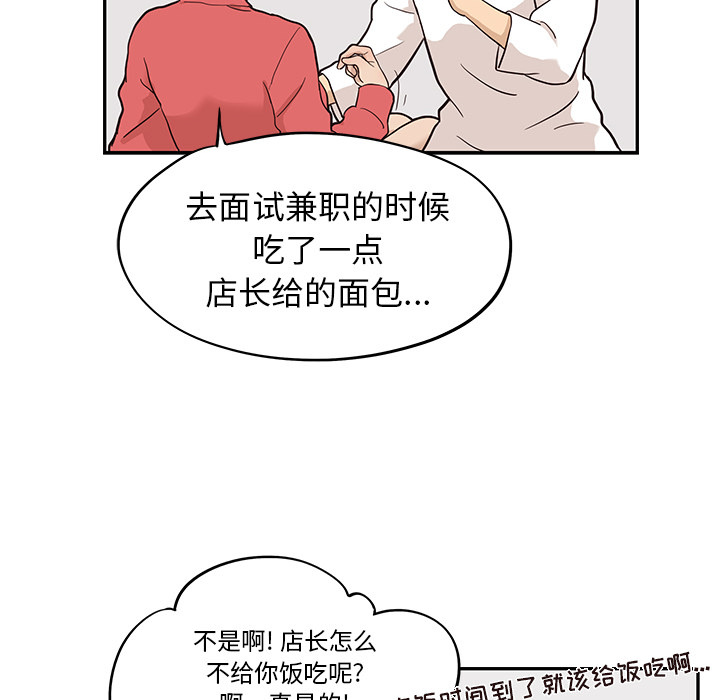 去面试兼职的时候
吃了一点
店长给的面包...
不是啊! 店长怎么
不给你饭吃呢?
饭时间到了就该给饭吃啊...